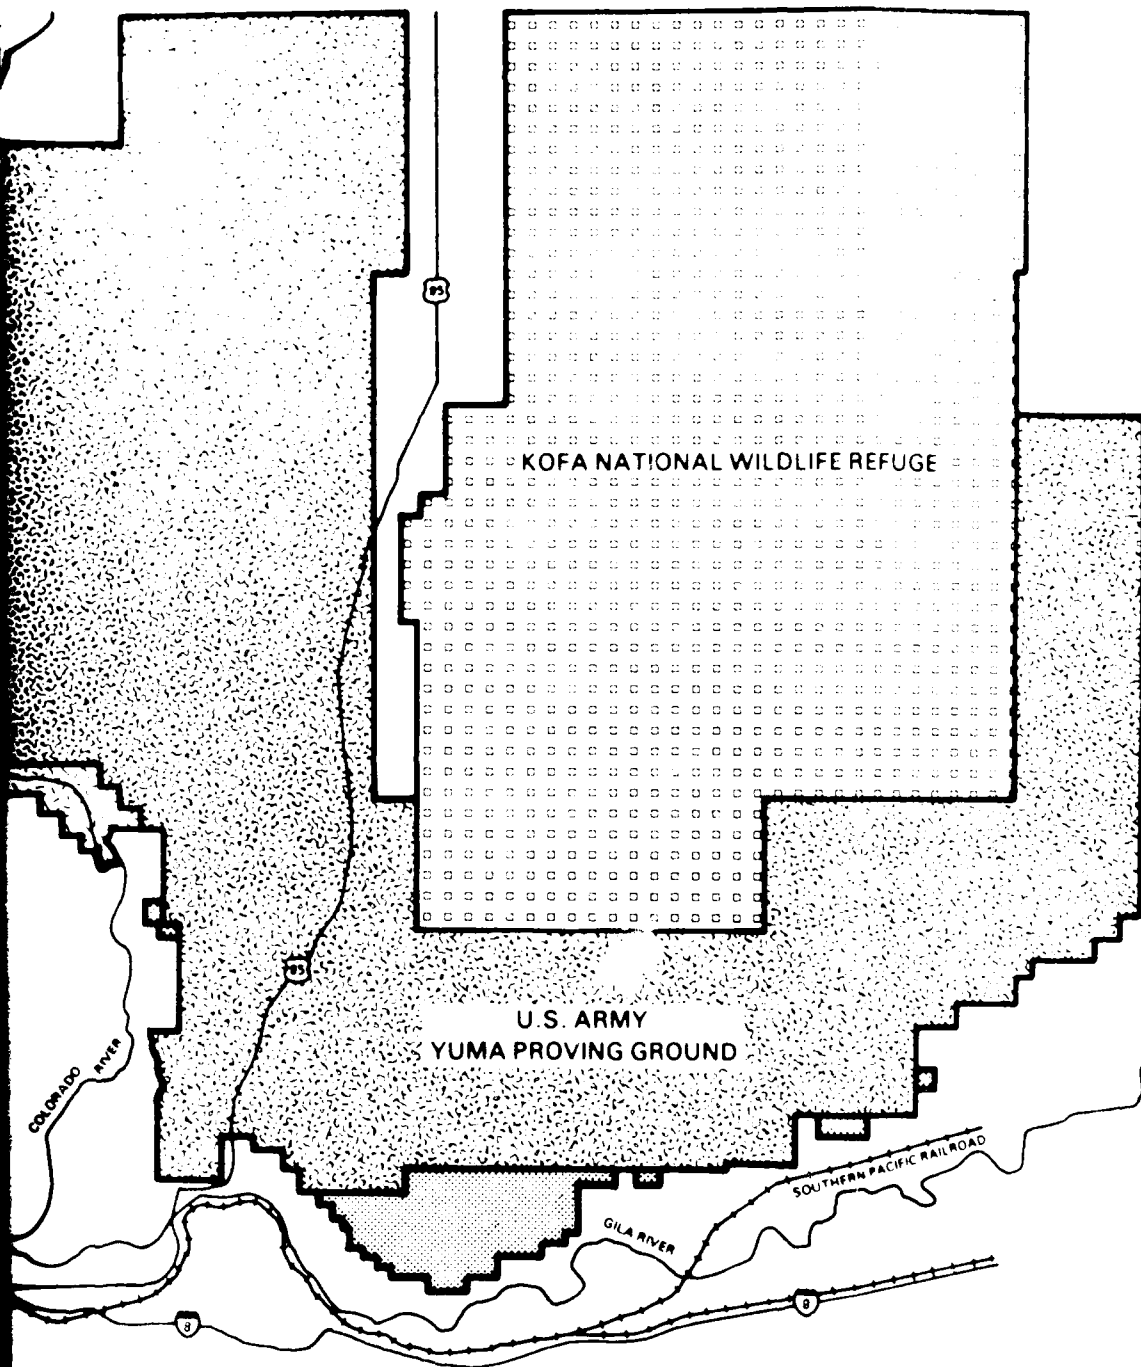 95
KOFA NATIONAL WILDLIFE REFUGE
95
U.S. ARMY
YUMA PROVING GROUND
COLORADO RIVER
SOUTHERN PACIFIC RAILROAD
GILA RIVER
8
8